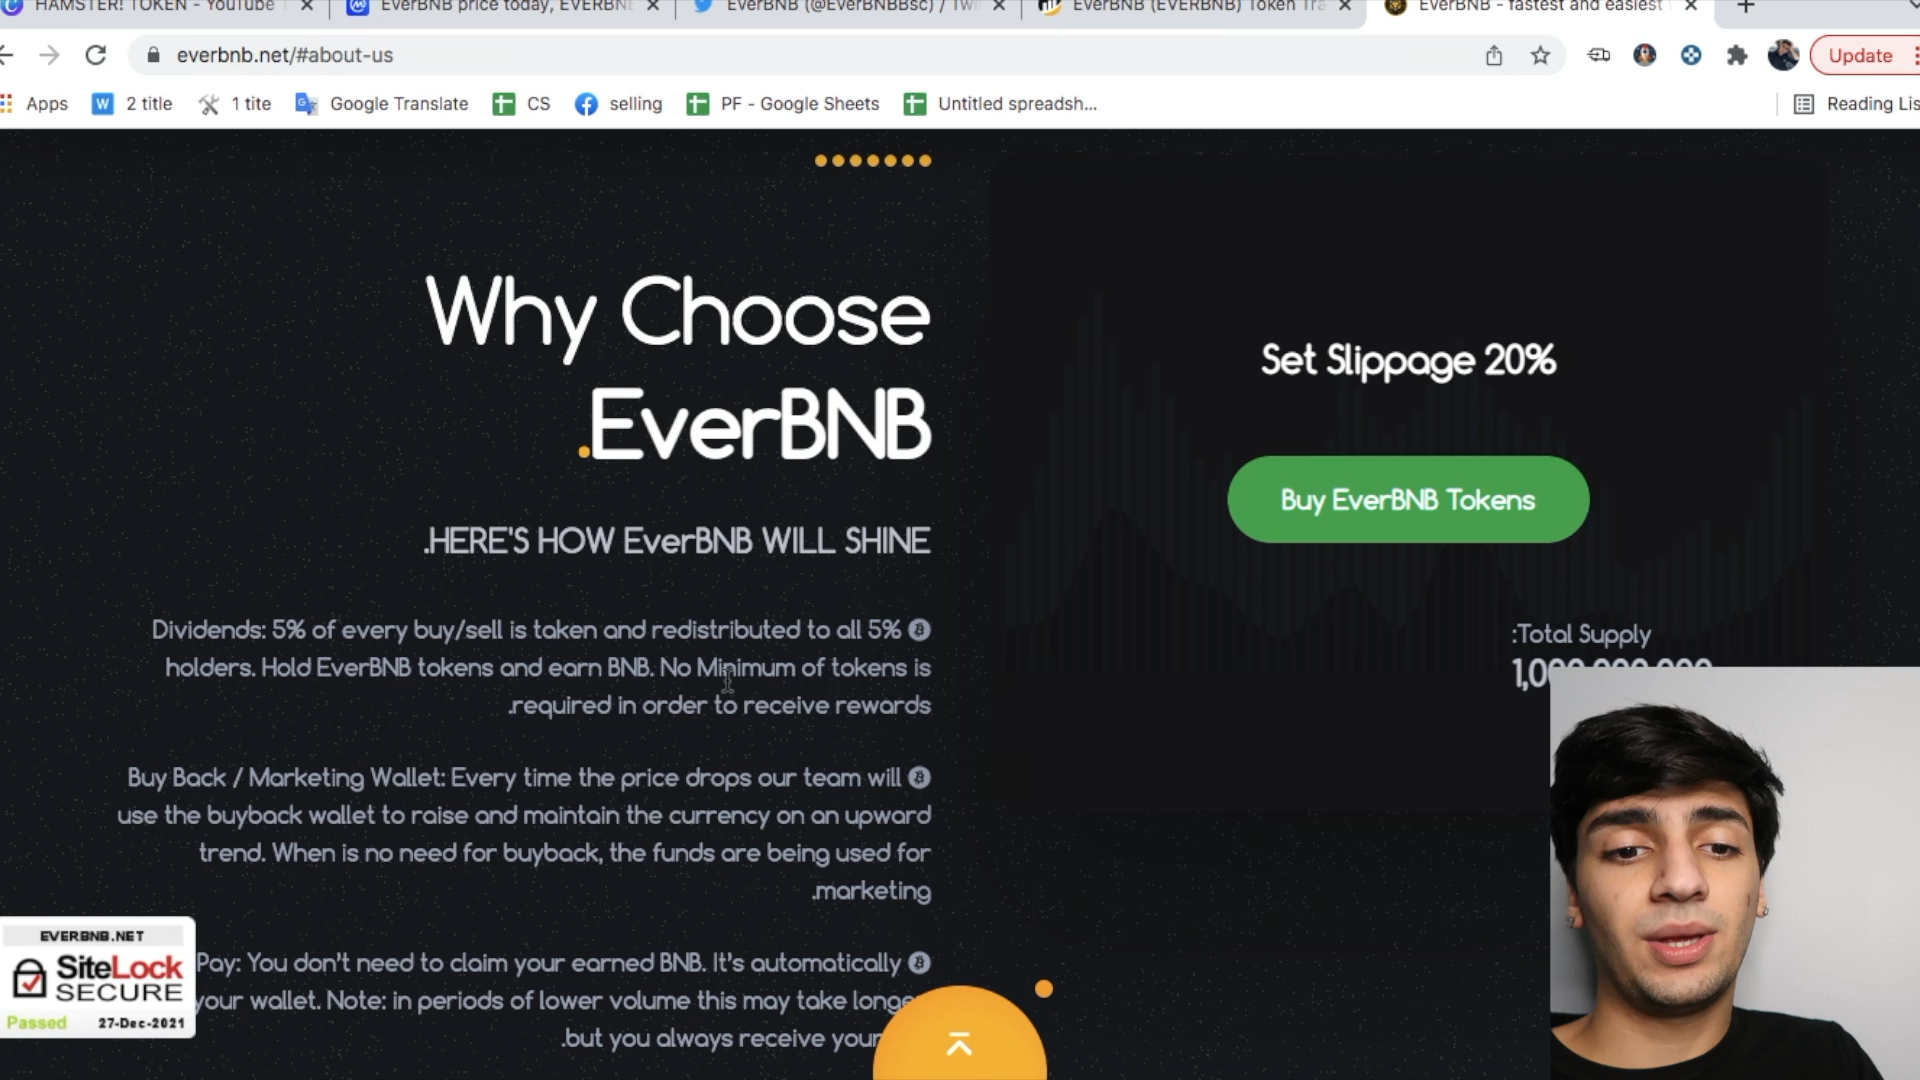 HAMSTER! TOKEN - YouTube
EverBNB price today, EVERBNB
EverBNB (@EverBNBBsc) / Twit
EverBNB (EVERBNB) Token Tra
EverBNB - fastest and easiest
everbnb.net/#about-us
Update
Apps
2 title
1 tite
Google Translate
CS
selling
PF - Google Sheets
Untitled spreadsh...
Reading Lis
Why Choose
.EverBNB
.HERE'S HOW EverBNB WILL SHINE
Dividends: 5% of every buy/sell is taken and redistributed to all 5%
holders. Hold EverBNB tokens and earn BNB. No Minimum of tokens is
.required in order to receive rewards
Buy Back / Marketing Wallet: Every time the price drops our team will
use the buyback wallet to raise and maintain the currency on an upward
trend. When is no need for buyback, the funds are being used for
.marketing
Pay: You don't need to claim your earned BNB. It's automatically
your wallet. Note: in periods of lower volume this may take longe
.but you always receive your
Set Slippage 20%
Buy EverBNB Tokens
:Total Supply
1,000,000,000
EVERBNB.NET
SiteLock
SECURE
Passed 27-Dec-2021